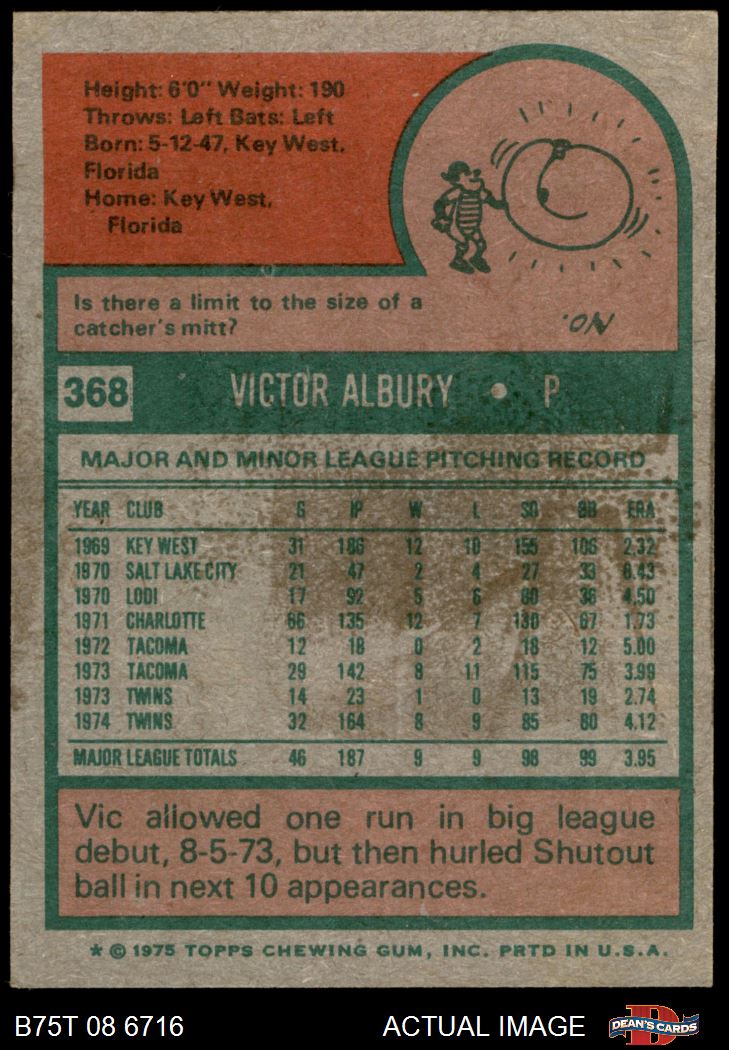 Height: 6'0" Weight: 190
Throws: Left Bats: Left
Born: 5-12-47, Key West,
Florida
Home: Key West,
Florida
Is there a limit to the size of a
catcher's mitt?
NO.
368 VICTOR ALBURY • P
MAJOR AND MINOR LEAGUE PITCHING RECORD
YEAR CLUB G IP W L SO BB ERA
1969 KEY WEST 31 186 12 10 155 106 2.32
1970 SALT LAKE CITY 21 47 2 4 27 33 6.43
1970 LODI 17 92 5 6 80 36 4.50
1971 CHARLOTTE 66 135 12 7 130 67 1.73
1972 TACOMA 12 18 0 2 18 12 5.00
1973 TACOMA 29 142 8 11 115 75 3.99
1973 TWINS 14 23 1 0 13 19 2.74
1974 TWINS 32 164 8 9 85 80 4.12
MAJOR LEAGUE TOTALS 46 187 9 9 98 99 3.95
Vic allowed one run in big league
debut, 8-5-73, but then hurled Shutout
ball in next 10 appearances.
* © 1975 TOPPS CHEWING GUM, INC. PRTD IN U.S.A.
B75T 08 6716 ACTUAL IMAGE DEAN'S CARDS